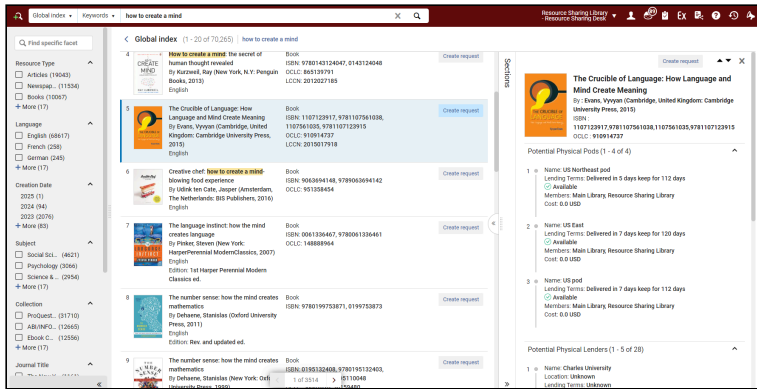 Global index
Keywords
how to create a mind
Resource Sharing Library
- Resource Sharing Desk
Find specific facet
Resource Type
Articles (19043)
Newspap... (11534)
Books (10067)
+ More (17)
Language
English (68617)
French (258)
German (245)
+ More (17)
Creation Date
2025 (1)
2024 (94)
2023 (2076)
+ More (83)
Subject
Social Sci... (4621)
Psychology (3066)
Science & ... (2954)
+ More (17)
Collection
ProQuest... (31710)
ABI/INFO... (12665)
Ebook C... (12556)
+ More (17)
Journal Title
Global index (1 - 20 of 70,265) how to create a mind
4
How to create a mind: the secret of
human thought revealed
By Kurzweil, Ray (New York, N.Y: Penguin
Books, 2013)
English
Book
ISBN: 9780143124047, 0143124048
OCLC: 865139791
LCCN: 2012027185
Create request
5
The Crucible of Language: How
Language and Mind Create Meaning
By Evans, Vyvyan (Cambridge, United
Kingdom: Cambridge University Press,
2015)
English
Book
ISBN: 1107123917, 9781107561038,
1107561035, 9781107123915
OCLC: 910914737
LCCN: 2015017918
Create request
6
Creative chef: how to create a mind-
blowing food experience
By Udink ten Cate, Jasper (Amsterdam,
The Netherlands: BIS Publishers, 2016)
English
Book
ISBN: 9063694148, 9789063694142
OCLC: 951358454
Create request
7
The language instinct: how the mind
creates language
By Pinker, Steven (New York:
HarperPerennial ModernClassics, 2007)
English
Edition: 1st Harper Perennial Modern
Classics ed.
Book
ISBN: 0061336467, 9780061336461
OCLC: 148888964
Create request
8
The number sense: how the mind creates
mathematics
By Dehaene, Stanislas (Oxford University
Press, 2011)
English
Edition: Rev. and updated ed.
Book
ISBN: 9780199753871, 0199753873
Create request
9
The number sense: how the mind creates
mathematics
By Dehaene, Stanislas (New York: Oxford
University Press, 1999)
Book
ISBN: 0195132408, 9780195132403,
Create request
1 of 3514
Sections
Create request
The Crucible of Language: How Language and
Mind Create Meaning
By : Evans, Vyvyan (Cambridge, United Kingdom: Cambridge
University Press, 2015)
ISBN :
1107123917,9781107561038,1107561035,9781107123915
OCLC : 910914737
Potential Physical Pods (1 - 4 of 4)
1
Name: US Northeast pod
Lending Terms: Delivered in 5 days keep for 112 days
Available
Members: Main Library, Resource Sharing Library
Cost: 0.0 USD
2
Name: US East
Lending Terms: Delivered in 7 days keep for 120 days
Available
Members: Main Library, Resource Sharing Library
Cost: 0.0 USD
3
Name: US pod
Lending Terms: Delivered in 7 days keep for 112 days
Available
Members: Main Library, Resource Sharing Library
Cost: 0.0 USD
Potential Physical Lenders (1 - 5 of 28)
1
Name: Charles University
Location: Unknown
Lending Terms: Unknown